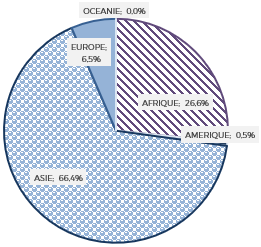 OCEANIE; 0,0%
EUROPE;
6,5%
AFRIQUE; 26,6%
AMERIQUE; 0,5%
ASIE; 66,4%